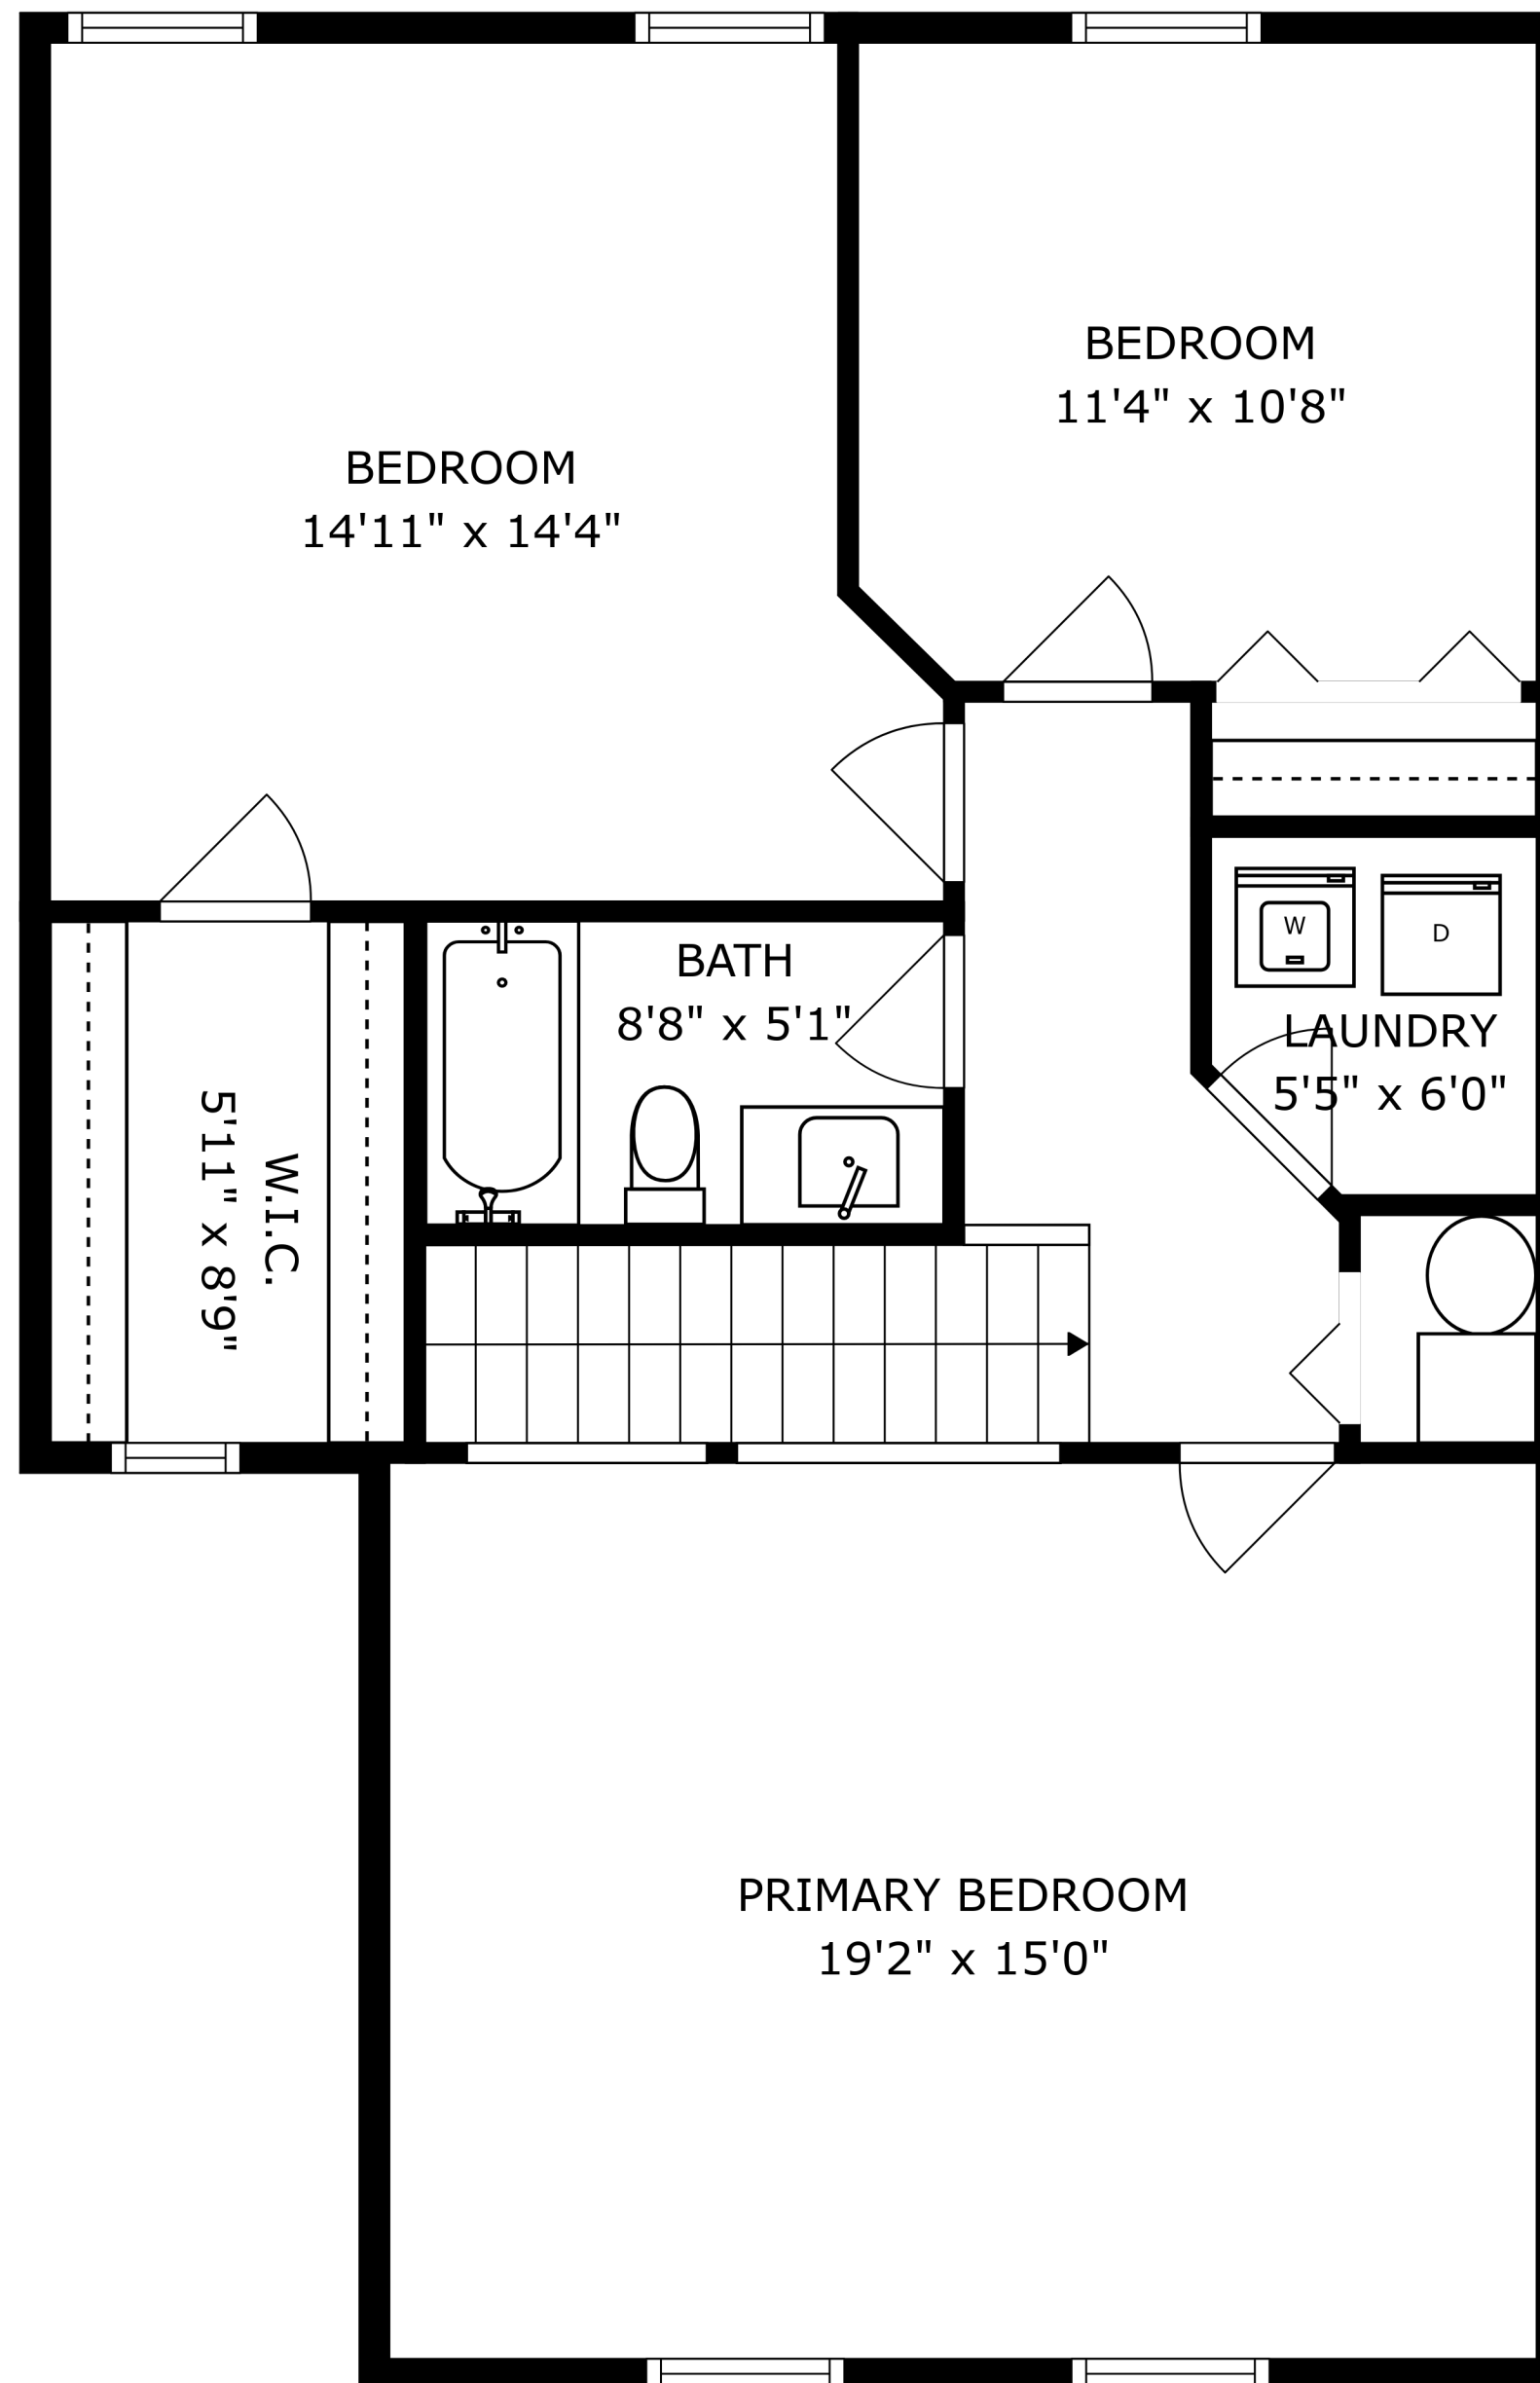 BEDROOM
11'4" x 10'8"
BEDROOM
14'11" x 14'4"
W
D
BATH
8'8" x 5'1"
LAUNDRY
5'5" x 6'0"
W.I.C.
5'11" x 8'9"
PRIMARY BEDROOM
19'2" x 15'0"